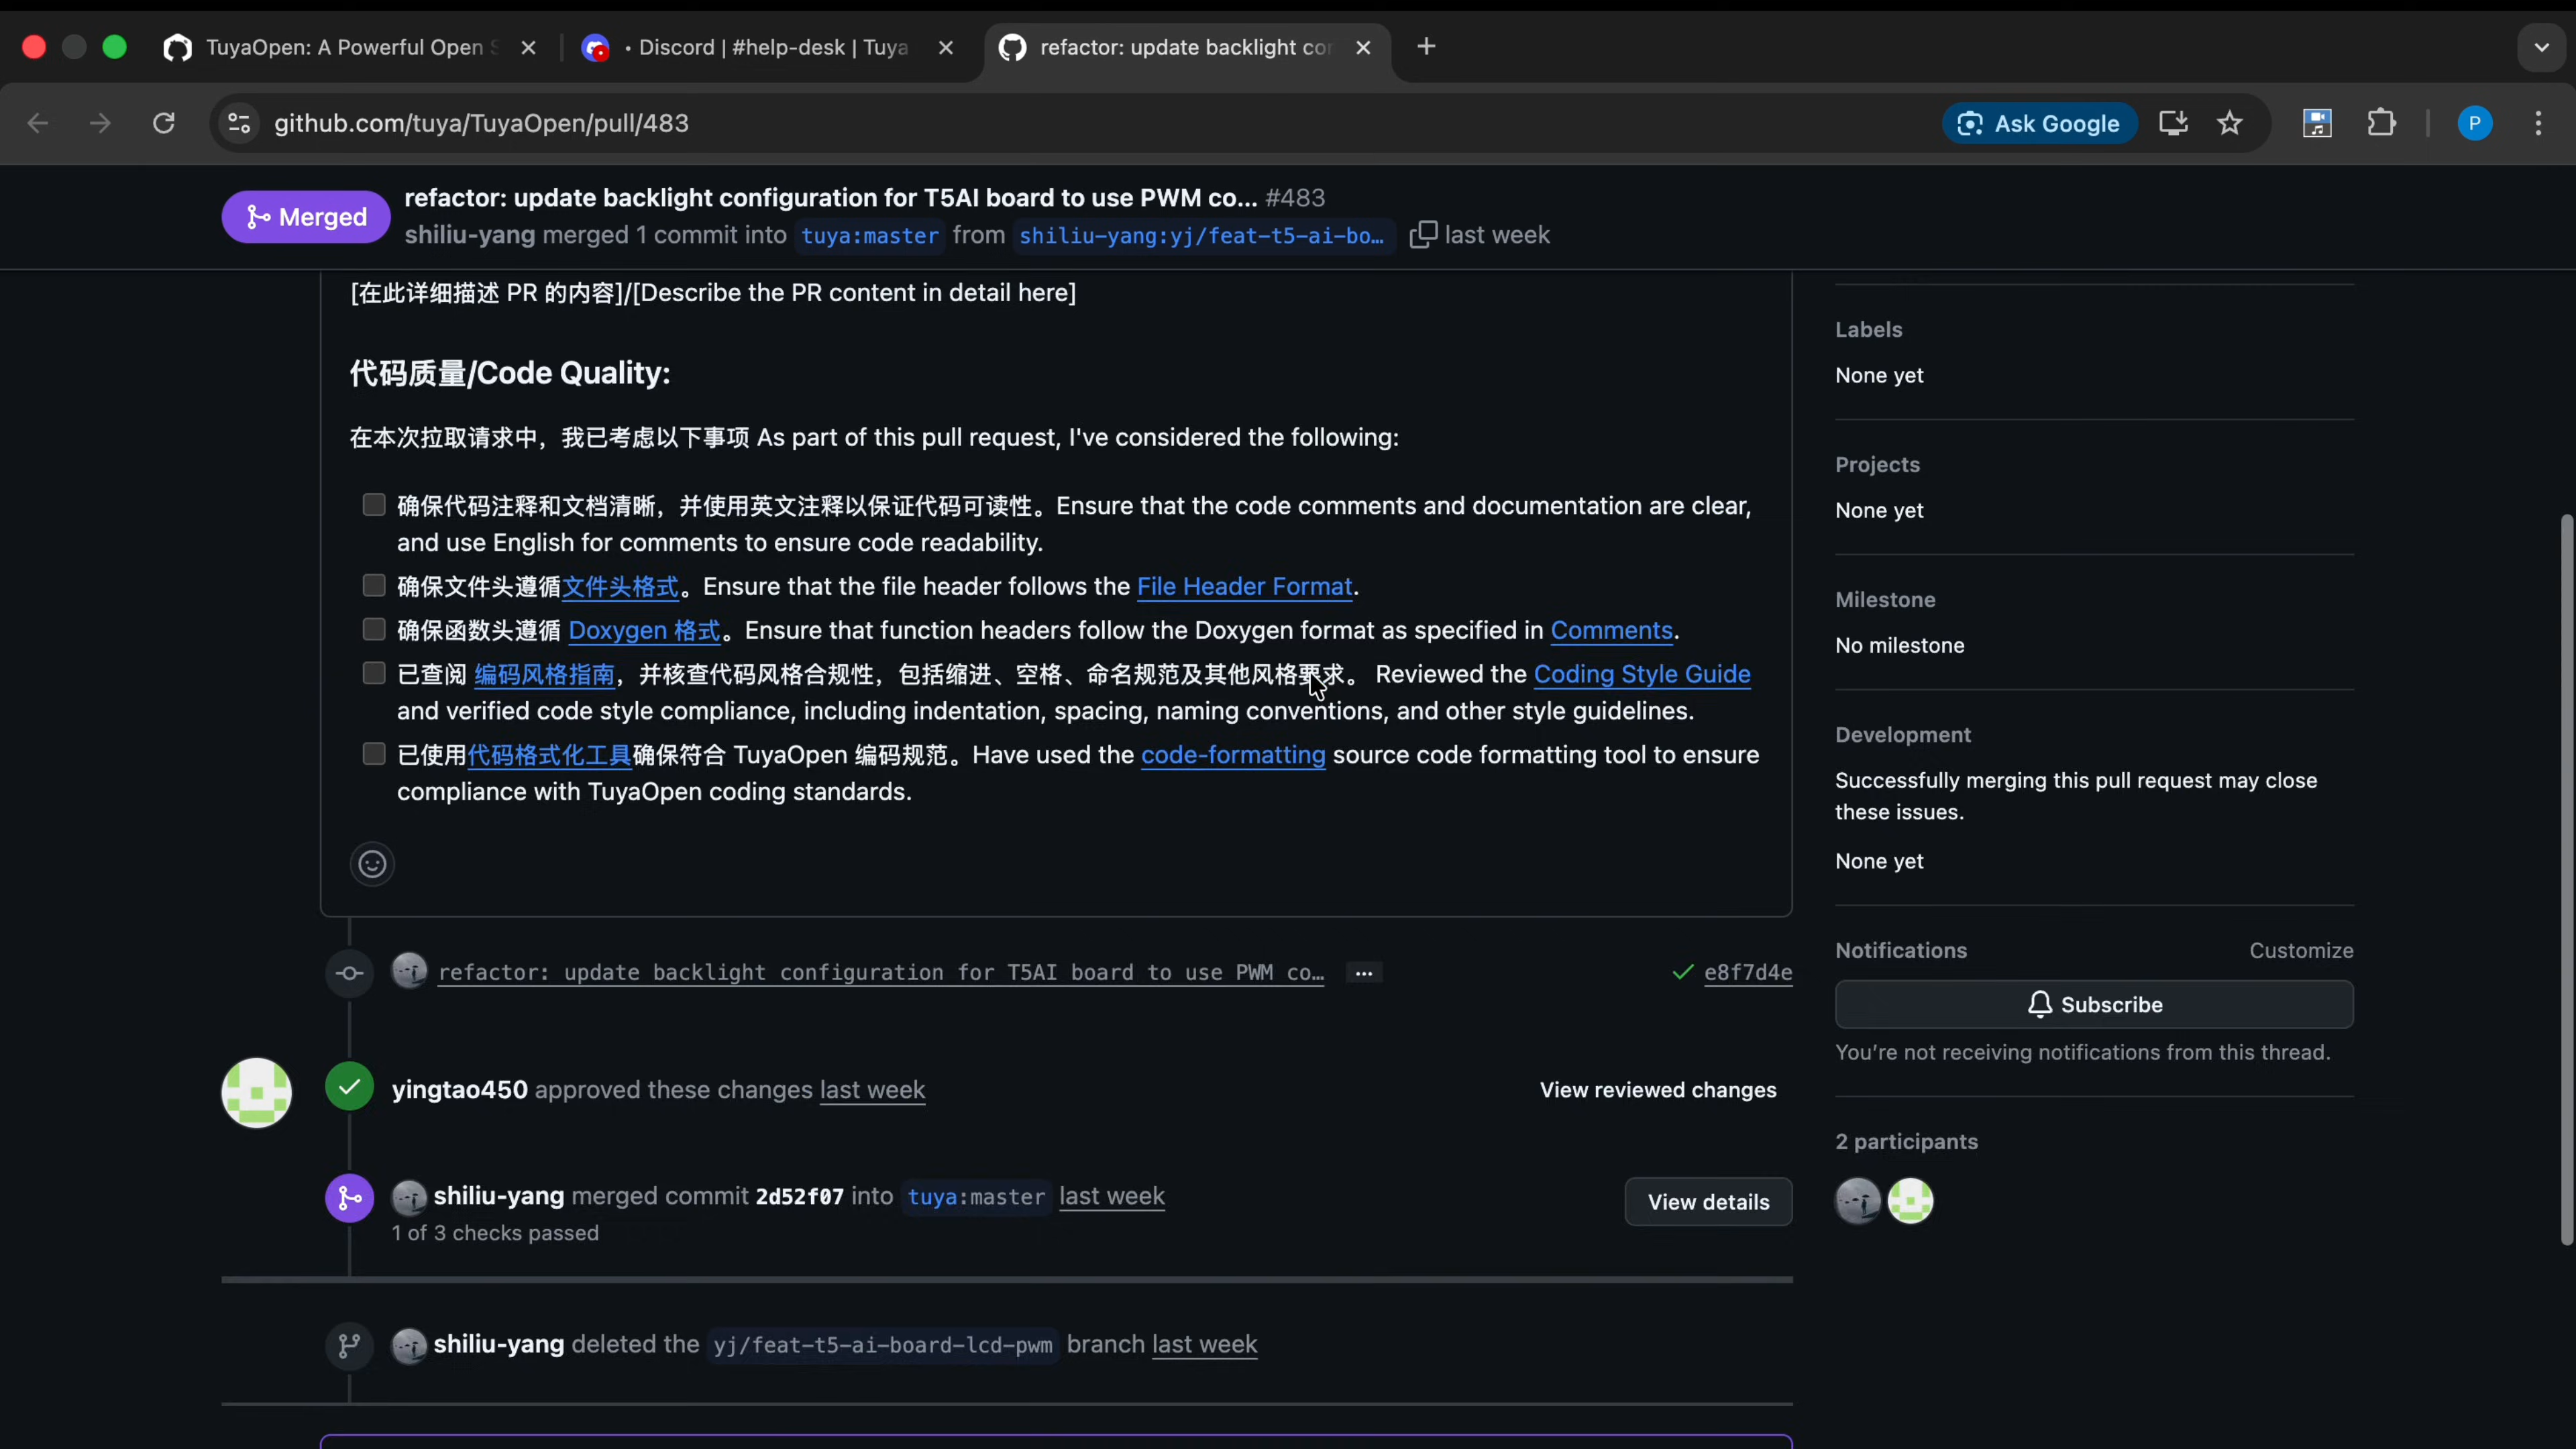 TuyaOpen: A Powerful Open S
• Discord | #help-desk | Tuya
refactor: update backlight co
github.com/tuya/TuyaOpen/pull/483
Ask Google
P
Merged
refactor: update backlight configuration for T5AI board to use PWM co... #483
shiliu-yang merged 1 commit into tuya:master from shiliu-yang:yj/feat-t5-ai-bo... last week
[在此详细描述 PR 的内容]/[Describe the PR content in detail here]
代码质量/Code Quality:
在本次拉取请求中，我已考虑以下事项 As part of this pull request, I've considered the following:
确保代码注释和文档清晰，并使用英文注释以保证代码可读性。Ensure that the code comments and documentation are clear,
and use English for comments to ensure code readability.
确保文件头遵循文件头格式。Ensure that the file header follows the File Header Format.
确保函数头遵循 Doxygen 格式。Ensure that function headers follow the Doxygen format as specified in Comments.
已查阅 编码风格指南，并核查代码风格合规性，包括缩进、空格、命名规范及其他风格要求。 Reviewed the Coding Style Guide
and verified code style compliance, including indentation, spacing, naming conventions, and other style guidelines.
已使用代码格式化工具确保符合 TuyaOpen 编码规范。Have used the code-formatting source code formatting tool to ensure
compliance with TuyaOpen coding standards.
refactor: update backlight configuration for T5AI board to use PWM co… ... e8f7d4e
yingtao450 approved these changes last week
View reviewed changes
shiliu-yang merged commit 2d52f07 into tuya:master last week
View details
1 of 3 checks passed
shiliu-yang deleted the yj/feat-t5-ai-board-lcd-pwm branch last week
Labels
None yet
Projects
None yet
Milestone
No milestone
Development
Successfully merging this pull request may close
these issues.
None yet
Notifications
Customize
Subscribe
You're not receiving notifications from this thread.
2 participants